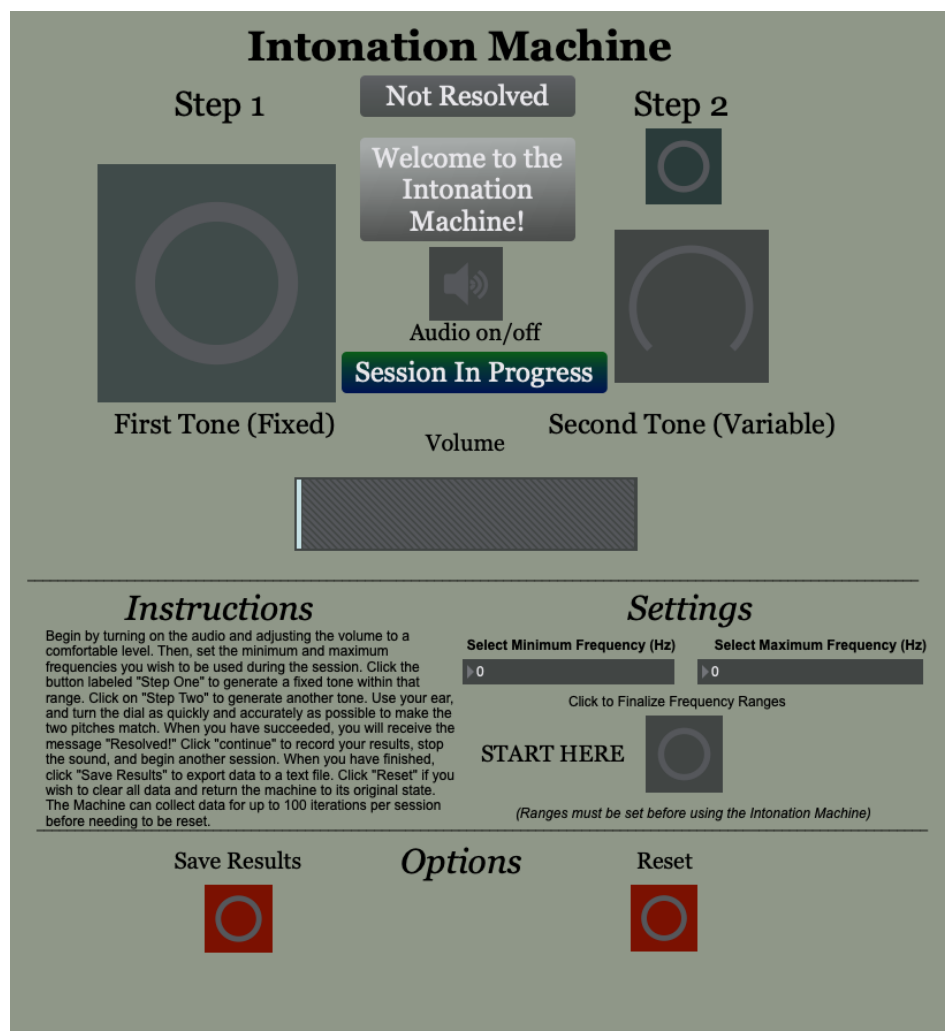 Intonation Machine
Step 1
Not Resolved
Step 2
Welcome to the
Intonation
Machine!
Audio on/off
Session In Progress
First Tone (Fixed)
Second Tone (Variable)
Volume
Instructions
Begin by turning on the audio and adjusting the volume to a
comfortable level. Then, set the minimum and maximum
frequencies you wish to be used during the session. Click the
button labeled "Step One" to generate a fixed tone within that
range. Click on "Step Two" to generate another tone. Use your ear,
and turn the dial as quickly and accurately as possible to make the
two pitches match. When you have succeeded, you will receive the
message "Resolved!" Click "continue" to record your results, stop
the sound, and begin another session. When you have finished,
click "Save Results" to export data to a text file. Click "Reset" if you
wish to clear all data and return the machine to its original state.
The Machine can collect data for up to 100 iterations per session
before needing to be reset.
Settings
Select Minimum Frequency (Hz)
Select Maximum Frequency (Hz)
0
0
Click to Finalize Frequency Ranges
START HERE
(Ranges must be set before using the Intonation Machine)
Save Results
Options
Reset